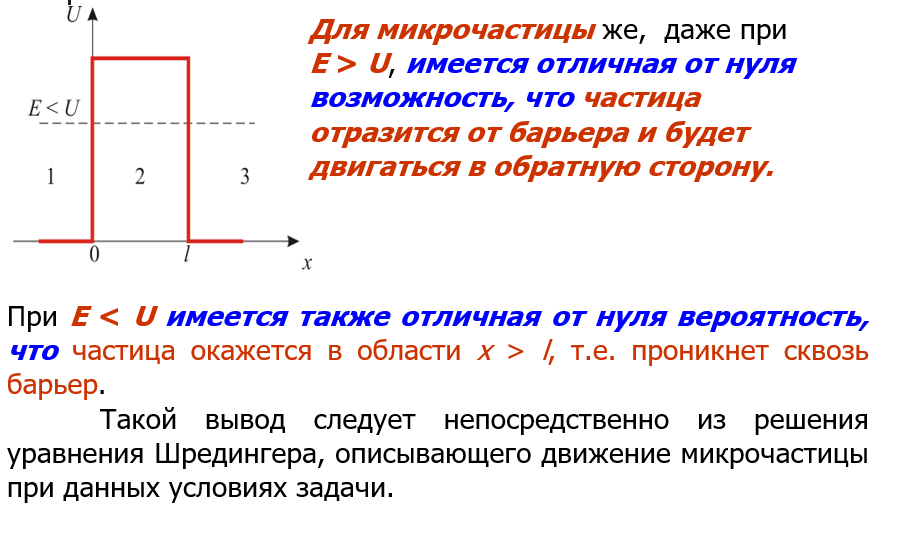 U
E < U
1
2
3
0
l
x
Для микрочастицы же, даже при
E > U, имеется отличная от нуля
возможность, что частица
отразится от барьера и будет
двигаться в обратную сторону.
При E < U имеется также отличная от нуля вероятность,
что частица окажется в области x > l, т.е. проникнет сквозь
барьер.
Такой вывод следует непосредственно из решения
уравнения Шредингера, описывающего движение микрочастицы
при данных условиях задачи.